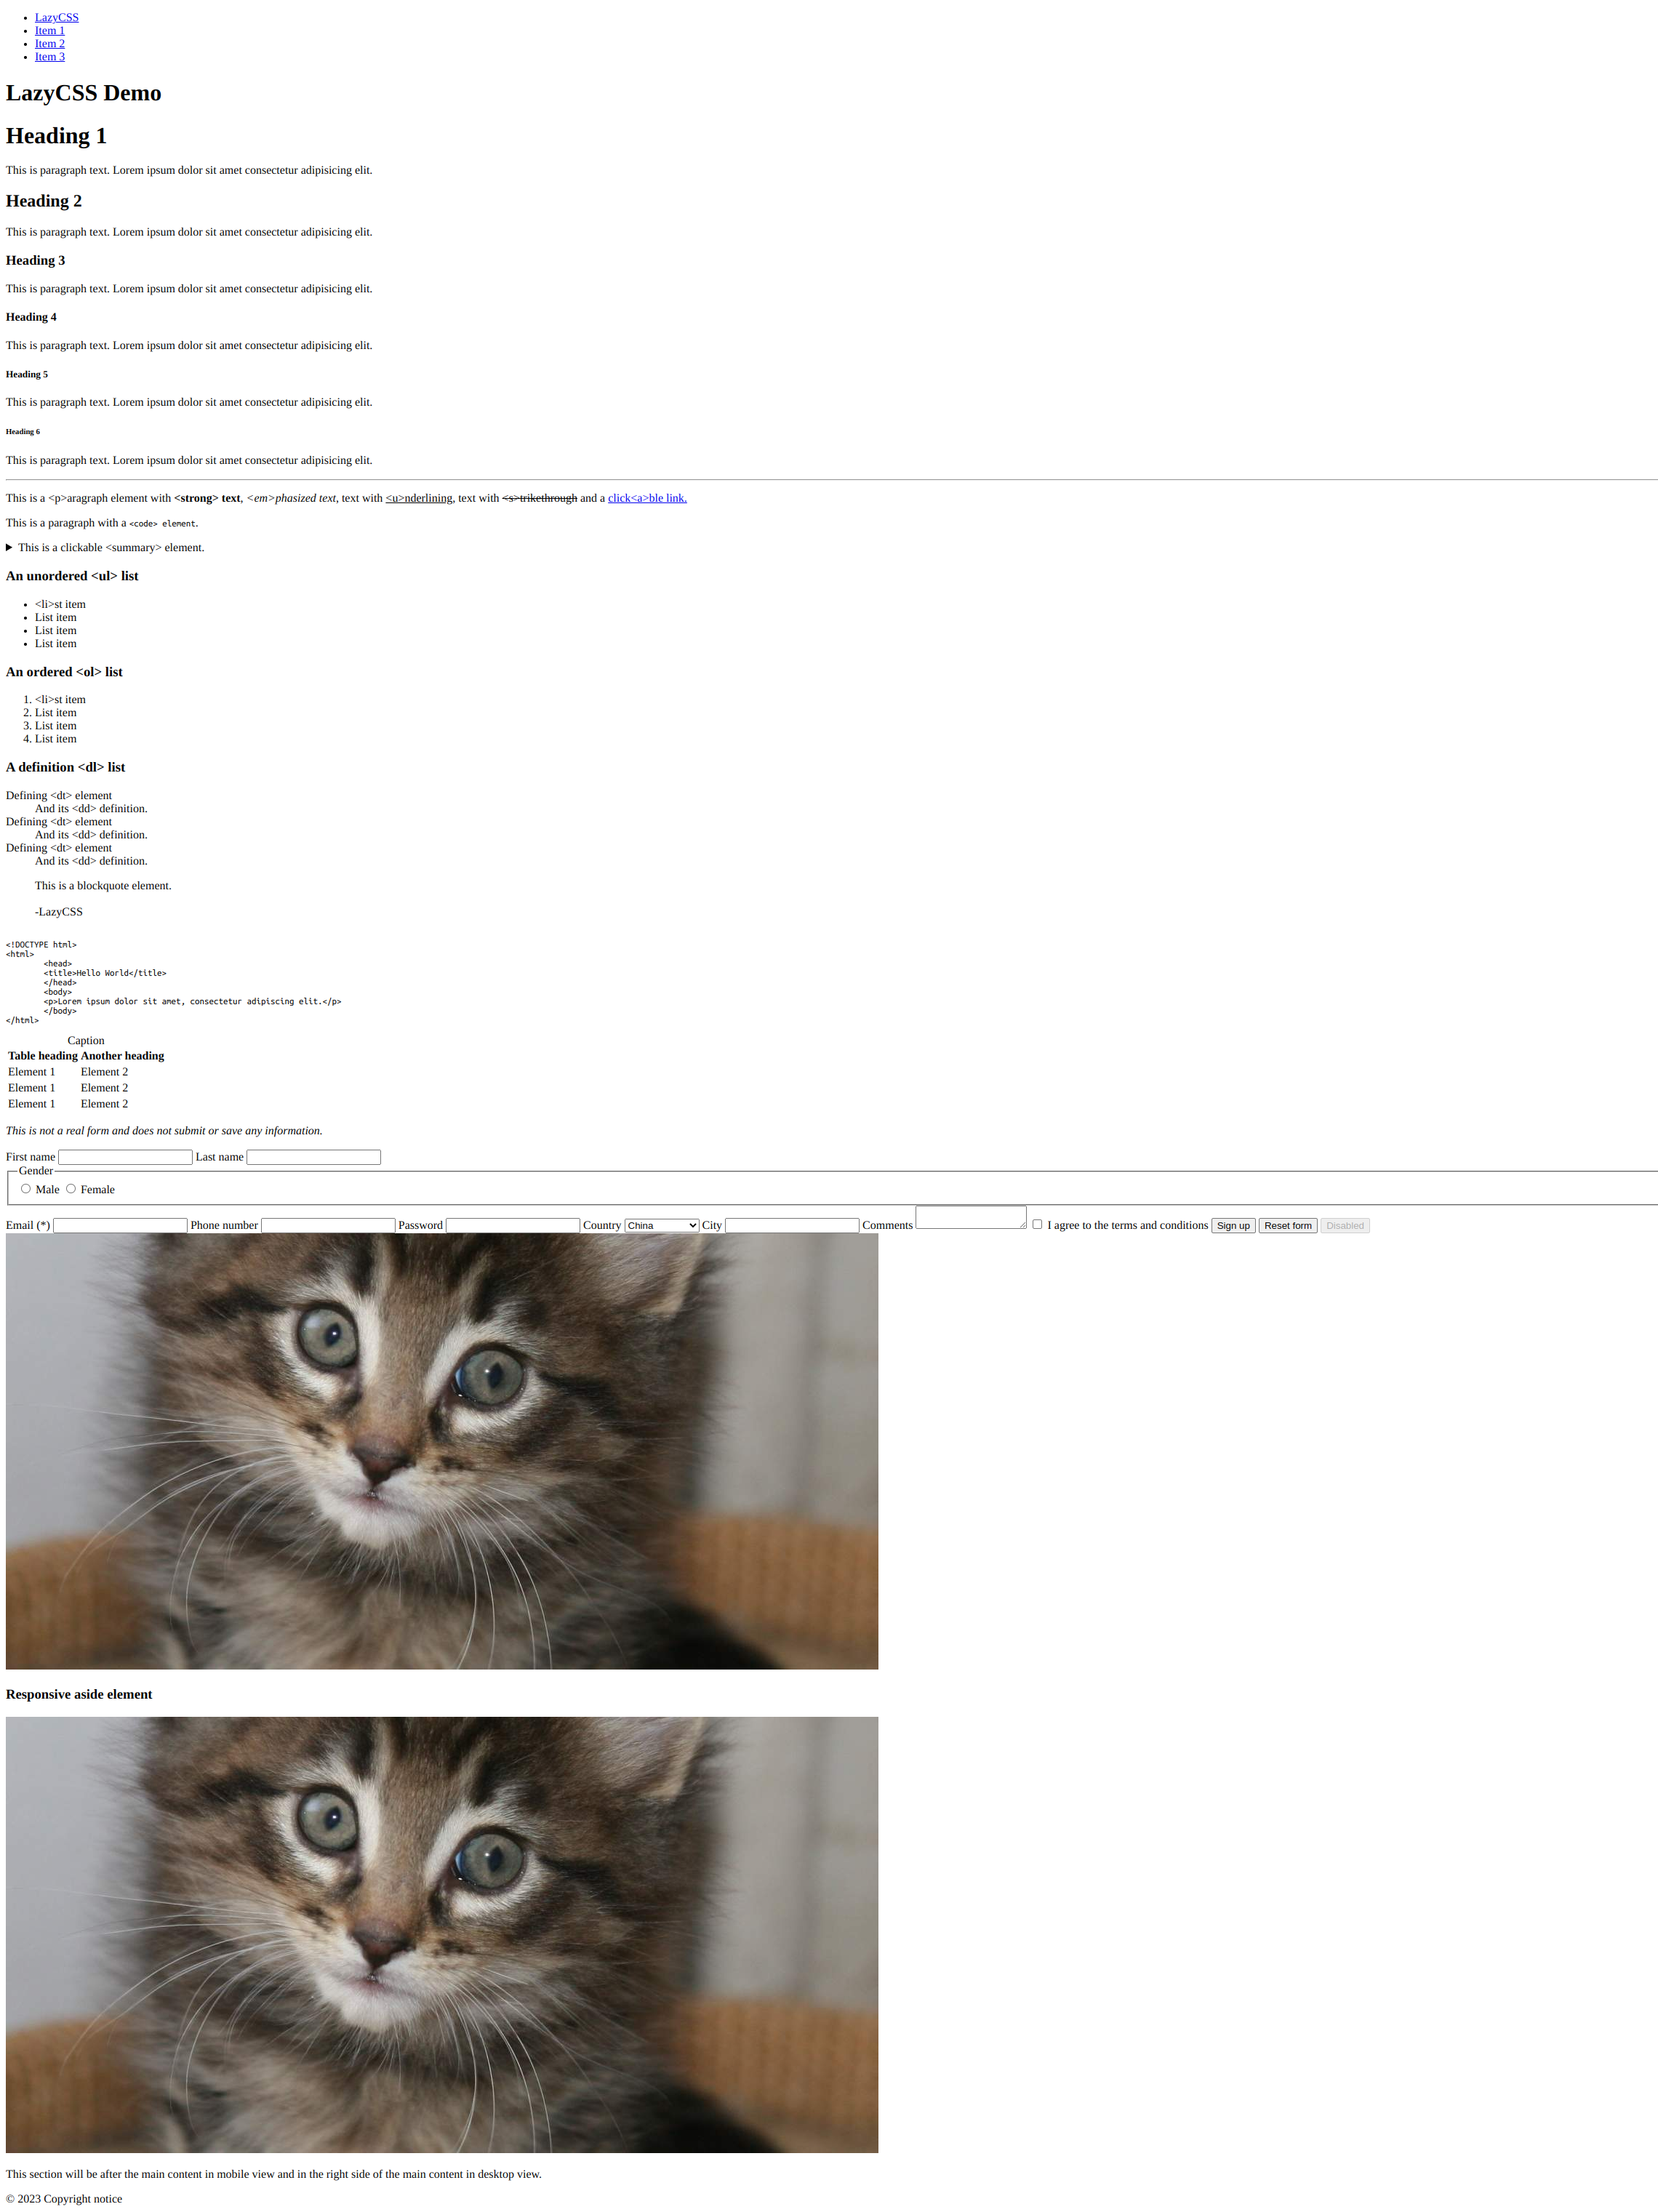 LazyCSS
Item 1
Item 2
Item 3
LazyCSS Demo
Heading 1
This is paragraph text. Lorem ipsum dolor sit amet consectetur adipisicing elit.
Heading 2
This is paragraph text. Lorem ipsum dolor sit amet consectetur adipisicing elit.
Heading 3
This is paragraph text. Lorem ipsum dolor sit amet consectetur adipisicing elit.
Heading 4
This is paragraph text. Lorem ipsum dolor sit amet consectetur adipisicing elit.
Heading 5
This is paragraph text. Lorem ipsum dolor sit amet consectetur adipisicing elit.
Heading 6
This is paragraph text. Lorem ipsum dolor sit amet consectetur adipisicing elit.
This is a <p>aragraph element with <strong> text, <em>phasized text, text with <u>nderlining, text with <s>trikethrough and a click<a>ble link.
This is a paragraph with a <code> element.
This is a clickable <summary> element.
An unordered <ul> list
<li>st item
List item
List item
List item
An ordered <ol> list
1. <li>st item
2. List item
3. List item
4. List item
A definition <dl> list
Defining <dt> element
And its <dd> definition.
Defining <dt> element
And its <dd> definition.
Defining <dt> element
And its <dd> definition.
This is a blockquote element.
-LazyCSS
<!DOCTYPE html>
<html>
<head>
<title>Hello World</title>
</head>
<body>
<p>Lorem ipsum dolor sit amet, consectetur adipiscing elit.</p>
</body>
</html>
Caption
Table heading Another heading
Element 1 Element 2
Element 1 Element 2
Element 1 Element 2
This is not a real form and does not submit or save any information.
First name Last name
Gender
Male Female
Email (*) Phone number Password Country China City Comments I agree to the terms and conditions Sign up Reset form Disabled
Responsive aside element
This section will be after the main content in mobile view and in the right side of the main content in desktop view.
© 2023 Copyright notice